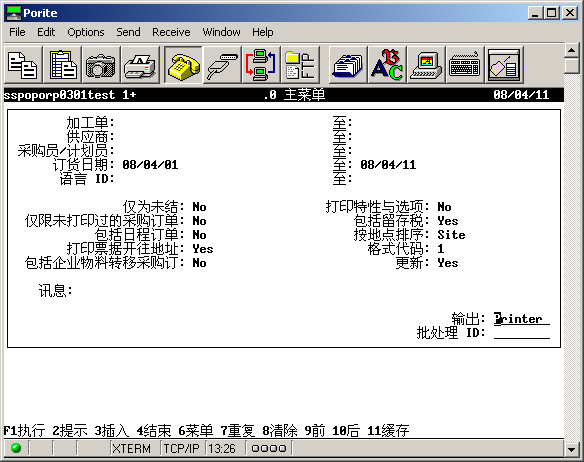 Porite
File Edit Options Send Receive Window Help
sspoporp0301test 1+ .0 主菜单 08/04/11
加工单: 至:
供应商: 至:
采购员/计划员: 至:
订货日期: 08/04/01 至: 08/04/11
语言 ID: 至:
仅为未结: No 打印特性与选项: No
仅限未打印过的采购订单: No 包括留存税: Yes
包括日程订单: No 按地点排序: Site
打印票据开往地址: Yes 格式代码: 1
包括企业物料转移采购订: No 更新: Yes
讯息:
输出: Printer
批处理 ID:
F1执行 2提示 3插入 4结束 6菜单 7重复 8清除 9前 10后 11缓存
XTERM TCP/IP 13:26